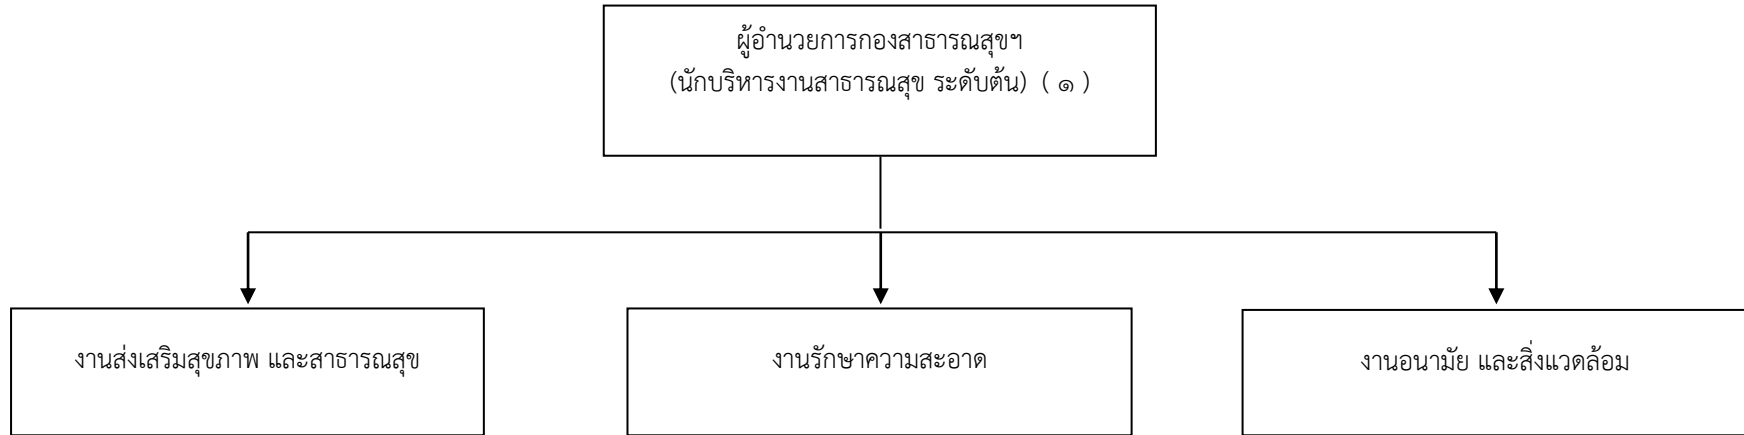 ผู้อำนวยการกองสาธารณสุขฯ
(นักบริหารงานสาธารณสุข ระดับต้น) ( ๑ )
งานส่งเสริมสุขภาพ และสาธารณสุข
งานรักษาความสะอาด
งานอนามัย และสิ่งแวดล้อม